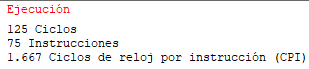 Ejecución
125 Ciclos
75 Instrucciones
1.667 Ciclos de reloj por instrucción (CPI)